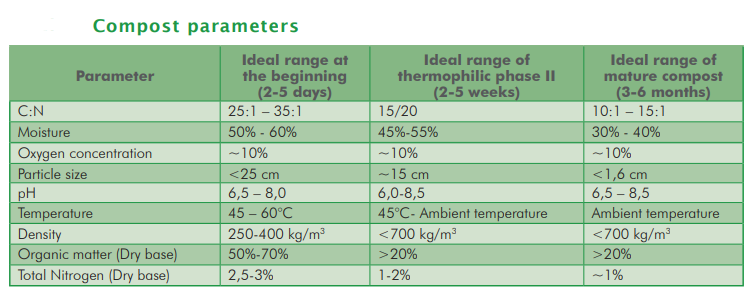 Compost parameters
Parameter Ideal range at the beginning (2-5 days) Ideal range of thermophilic phase II (2-5 weeks) Ideal range of mature compost (3-6 months)
C:N 25:1 – 35:1 15/20 10:1 – 15:1
Moisture 50% - 60% 45%-55% 30% - 40%
Oxygen concentration ~10% ~10% ~10%
Particle size <25 cm ~15 cm <1,6 cm
pH 6,5 – 8,0 6,0-8,5 6,5 – 8,5
Temperature 45 – 60°C 45°C- Ambient temperature Ambient temperature
Density 250-400 kg/m³ <700 kg/m³ <700 kg/m³
Organic matter (Dry base) 50%-70% >20% >20%
Total Nitrogen (Dry base) 2,5-3% 1-2% ~1%